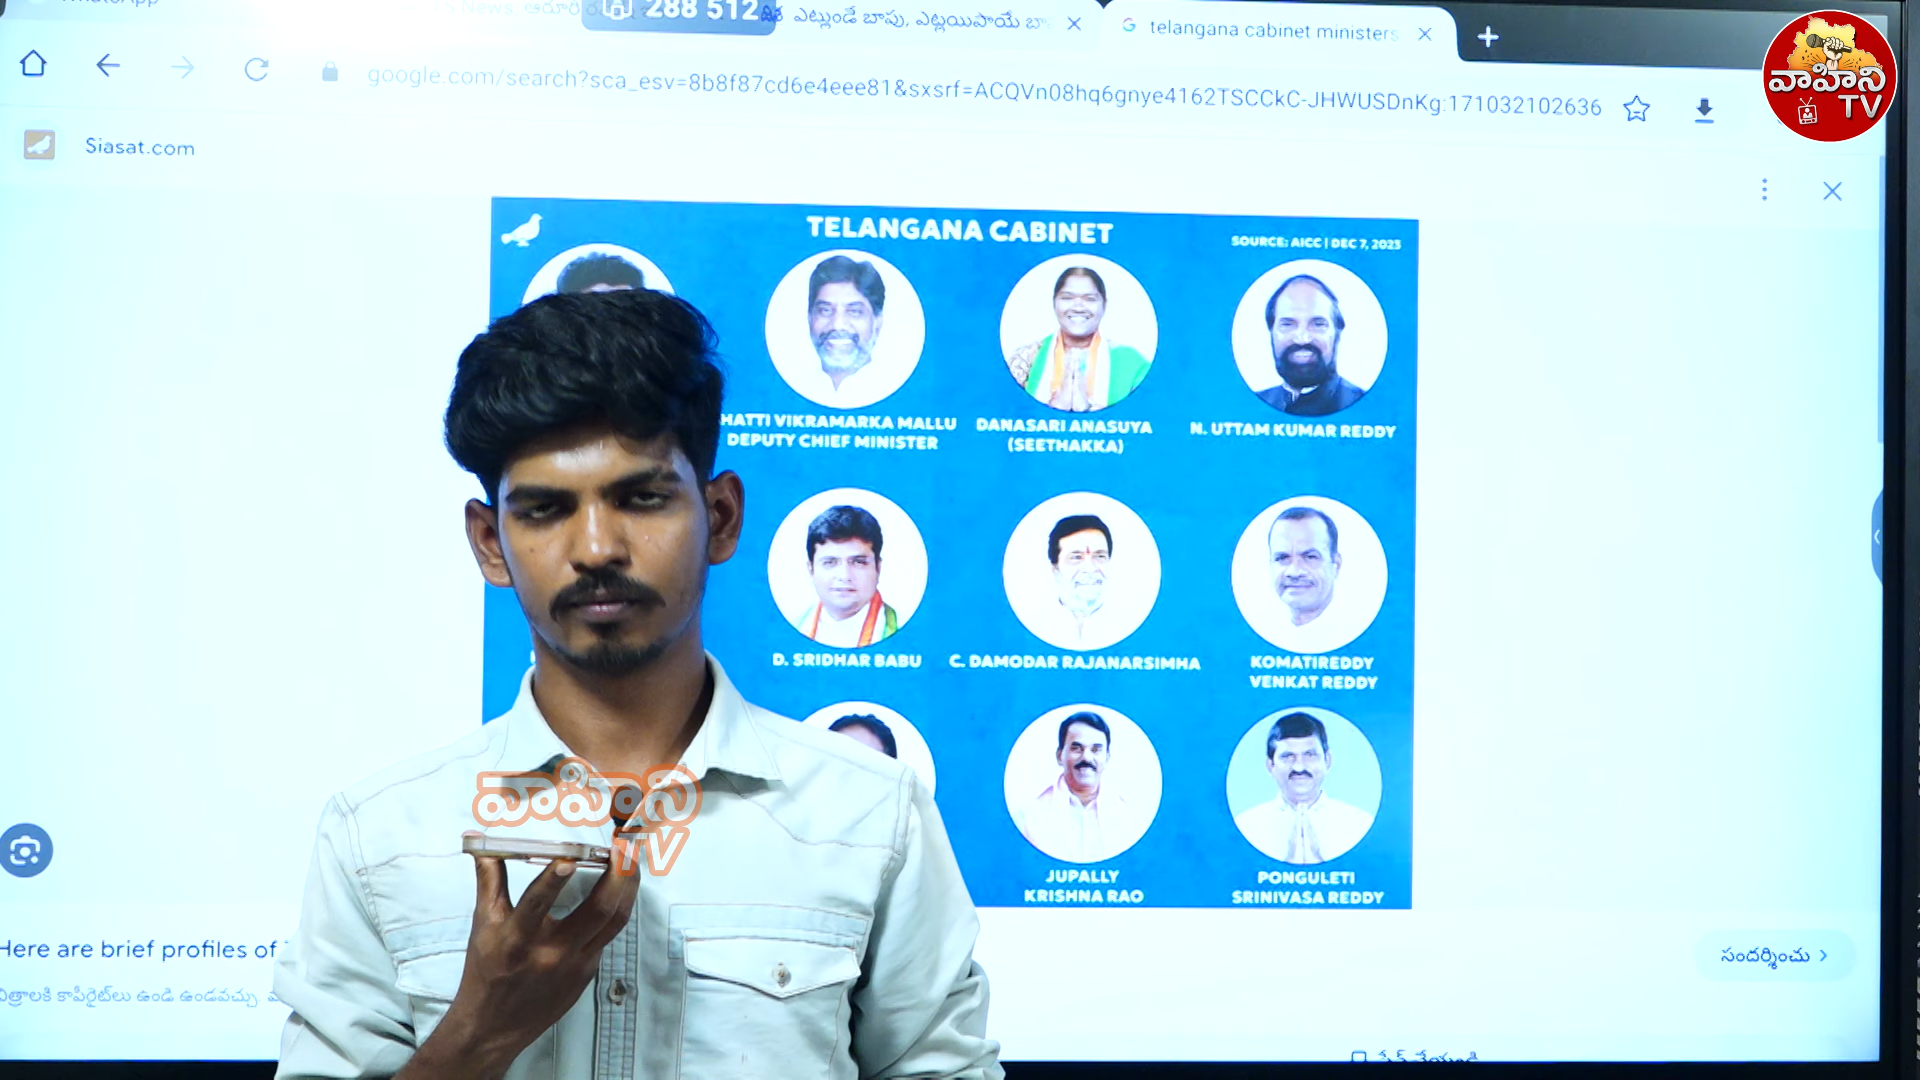 288 512
ఎట్లుండే బాపు, ఎట్లయిపాయే బా
telangana cabinet ministers
google.com/search?sca_esv=8b8f87cd6e4eee81&sxsrf=ACQVn08hq6gnye4162TSCCkC-JHWUSDnKg:171032102636
వాహిని
TV
Siasat.com
TELANGANA CABINET
SOURCE: AICC | DEC 7, 2023
HATTI VIKRAMARKA MALLU
DEPUTY CHIEF MINISTER
DANASARI ANASUYA
(SEETHAKKA)
N. UTTAM KUMAR REDDY
D. SRIDHAR BABU
C. DAMODAR RAJANARSIMHA
KOMATIREDDY
VENKAT REDDY
వాహిని
TV
JUPALLY
KRISHNA RAO
PONGULETI
SRINIVASA REDDY
Here are brief profiles of
సందర్శించు
చిత్రాలకి కాపీరైట్‌లు ఉండి ఉండవచ్చు.